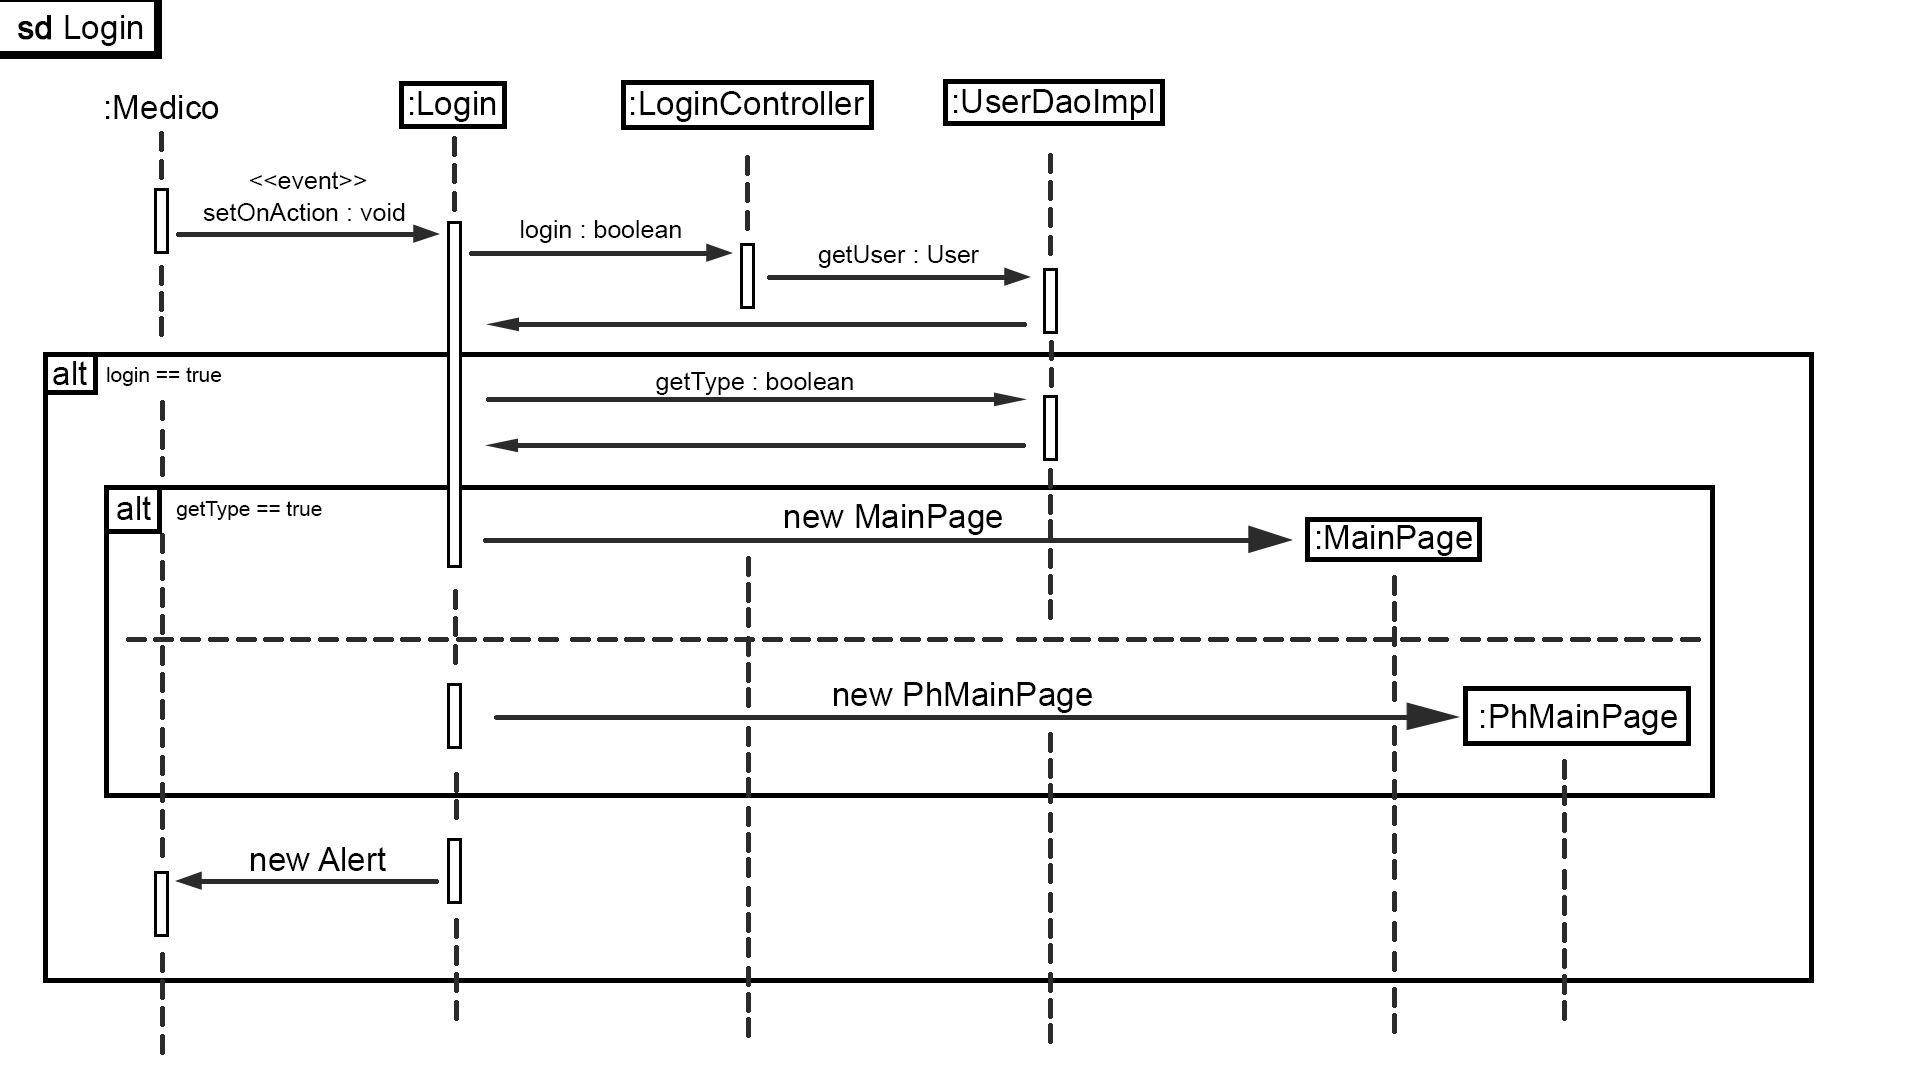 sd Login
:Medico
:Login
:LoginController
:UserDaoImpl
<<event>>
setOnAction : void
login : boolean
getUser : User
alt
login == true
getType : boolean
alt
getType == true
new MainPage
:MainPage
new PhMainPage
:PhMainPage
new Alert